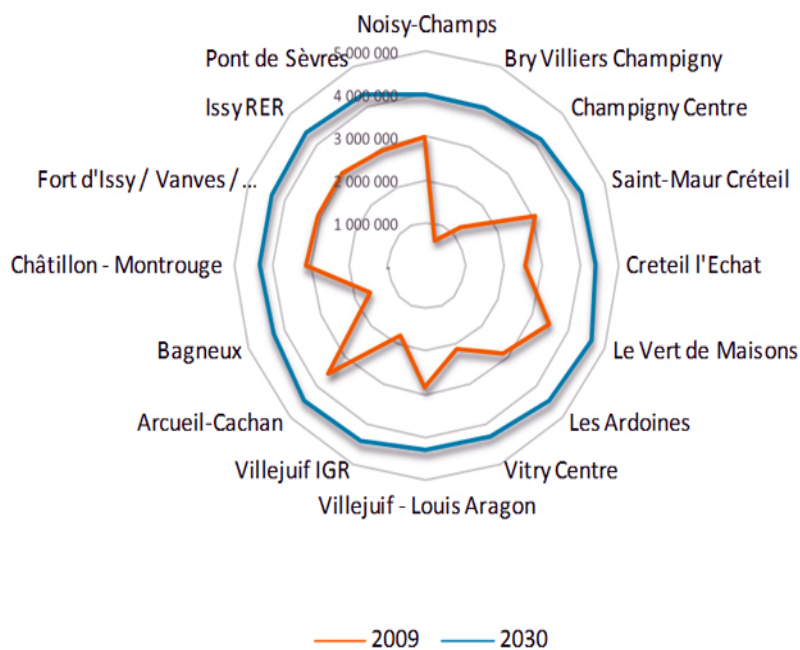 Noisy-Champs
Pont de Sèvres
5 000 000
Bry Villiers Champigny
Issy RER
4 000 000
Champigny Centre
3 000 000
Fort d'Issy / Vanves / ...
2 000 000
Saint-Maur Créteil
1 000 000
Châtillon - Montrouge
-
Creteil l'Echat
Bagneux
Le Vert de Maisons
Arcueil-Cachan
Les Ardoines
Villejuif IGR
Vitry Centre
Villejuif - Louis Aragon
2009
2030